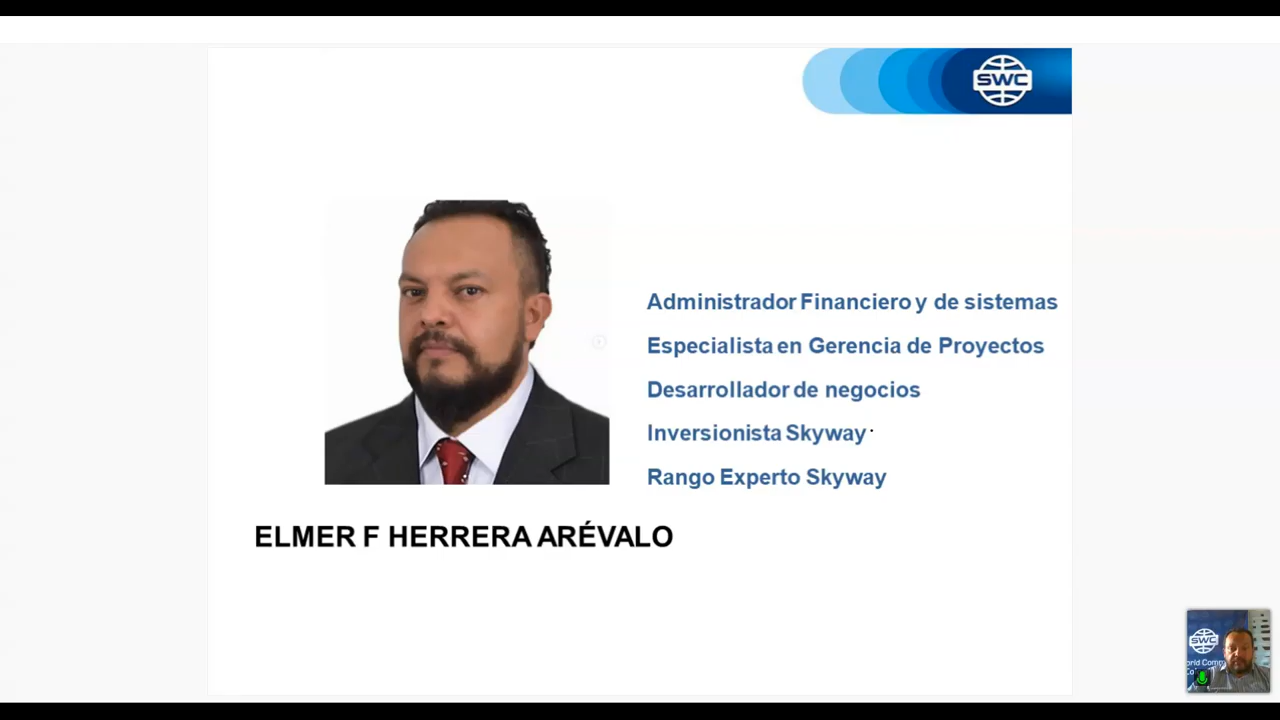 SWC
Administrador Financiero y de sistemas
Especialista en Gerencia de Proyectos
Desarrollador de negocios
Inversionista Skyway
Rango Experto Skyway
ELMER F HERRERA ARÉVALO
SWC